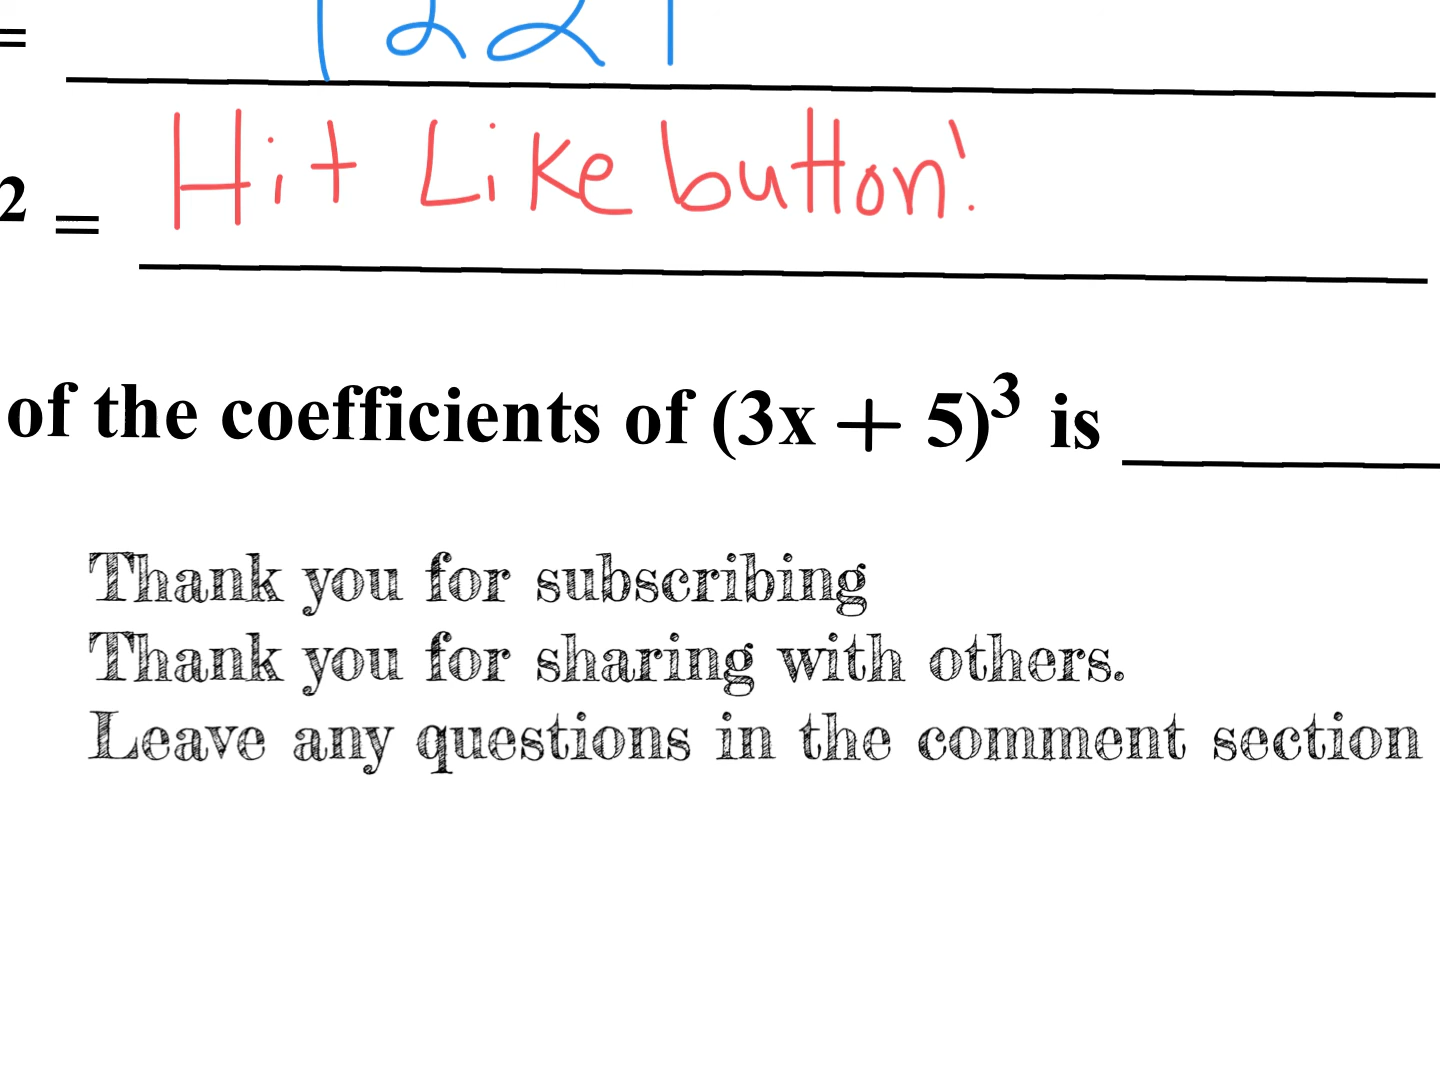 = 1221
2 = Hit Like button!
of the coefficients of (3x + 5)³ is
Thank you for subscribing
Thank you for sharing with others.
Leave any questions in the comment section